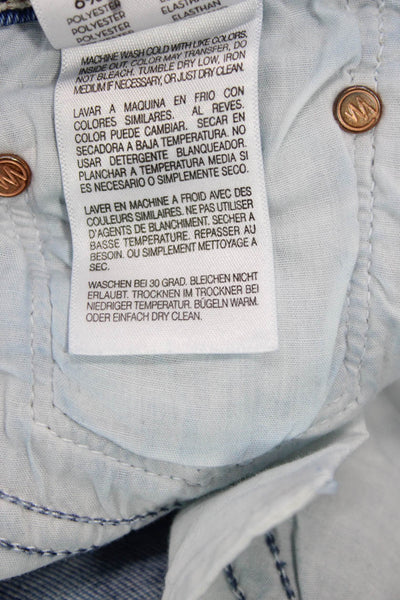 POLYESTER
POLYESTER
POLYESTER
ELASTHAN
ELASTHAN
MACHINE WASH COLD WITH LIKE COLORS,
INSIDE OUT. COLOR MAY TRANSFER, DO
NOT BLEACH. TUMBLE DRY LOW, IRON
MEDIUM IF NECESSARY, OR JUST DRY CLEAN.
LAVAR A MAQUINA EN FRIO CON
COLORES SIMILARES. AL REVES.
COLOR PUEDE CAMBIAR. SECAR EN
SECADORA A BAJA TEMPERATURA. NO
USAR DETERGENTE BLANQUEADOR.
PLANCHAR A TEMPERATURA MEDIA SI
ES NECESARIO O SIMPLEMENTE SECO.
LAVER EN MACHINE A FROID AVEC DES
COULEURS SIMILAIRES. NE PAS UTILISER
D'AGENTS DE BLANCHIMENT. SECHER A
BASSE TEMPERATURE. REPASSER AU
BESOIN. OU SIMPLEMENT METTOYAGE A
SEC.
WASCHEN BEI 30 GRAD. BLEICHEN NICHT
ERLAUBT. TROCKNEN IM TROCKNER BEI
NIEDRIGER TEMPERATUR. BÜGELN WARM.
ODER EINFACH DRY CLEAN.